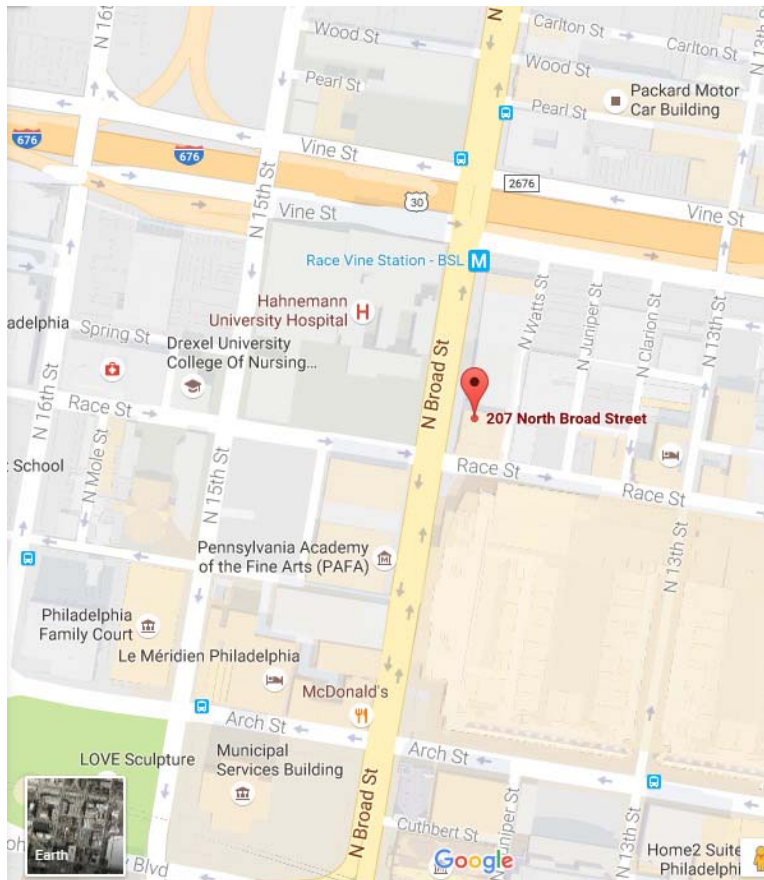 N 16th St
N
Carlton St
Carlton St
N 13th St
Wood St
Wood St
Pearl St
Pearl St
Packard Motor
Car Building
676
676
Vine St
2676
30
Vine St
Vine St
Race Vine Station - BSL
M
N 15th St
Hahnemann
University Hospital
H
N Watts St
N Juniper St
N Clarion St
N 13th St
adelphia
Spring St
Drexel University
College Of Nursing...
N Broad St
207 North Broad Street
N 16th St
Race St
N Mole St
t School
N 15th St
Race St
Race St
Pennsylvania Academy
of the Fine Arts (PAFA)
N 13th St
Philadelphia
Family Court
Le Méridien Philadelphia
McDonald's
Arch St
Arch St
LOVE Sculpture
Municipal
Services Building
N Broad St
Cuthbert St
Juniper St
N 13th St
Home2 Suite
Philadelphi
Earth
Blvd
Google